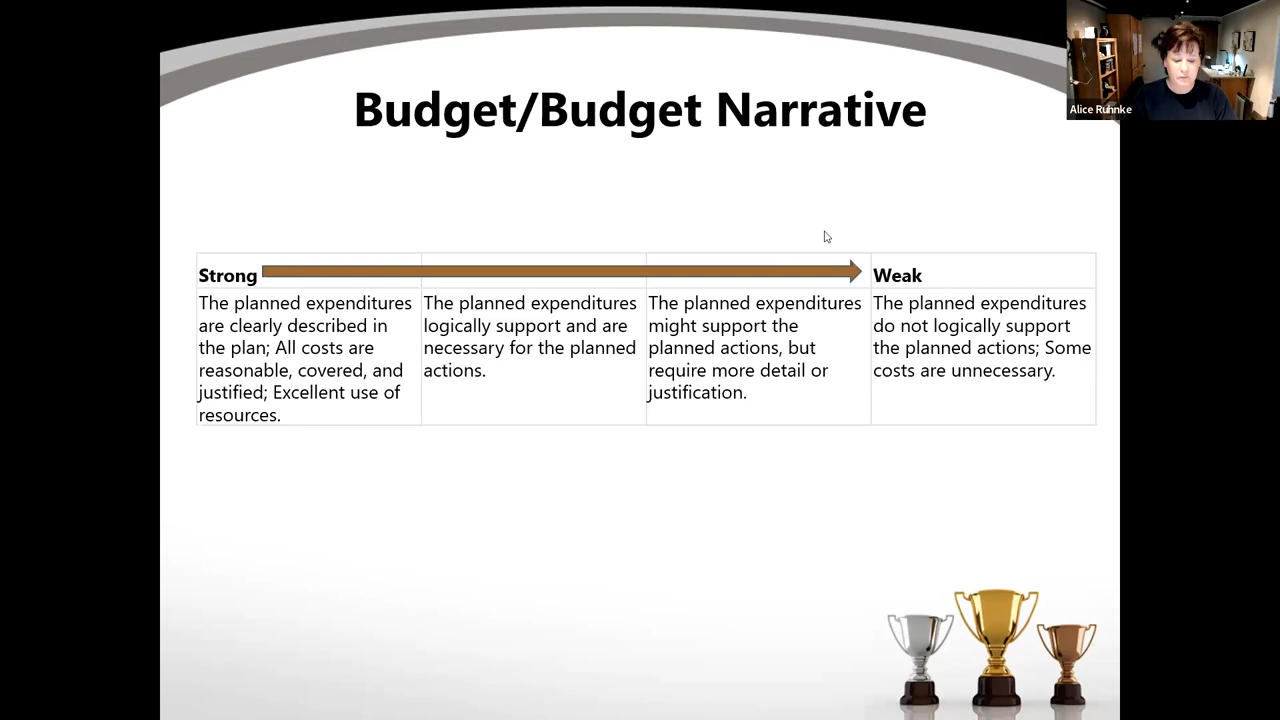 Budget/Budget Narrative
Alice Ruhnke
Strong
Weak
The planned expenditures
are clearly described in
the plan; All costs are
reasonable, covered, and
justified; Excellent use of
resources.
The planned expenditures
logically support and are
necessary for the planned
actions.
The planned expenditures
might support the
planned actions, but
require more detail or
justification.
The planned expenditures
do not logically support
the planned actions; Some
costs are unnecessary.